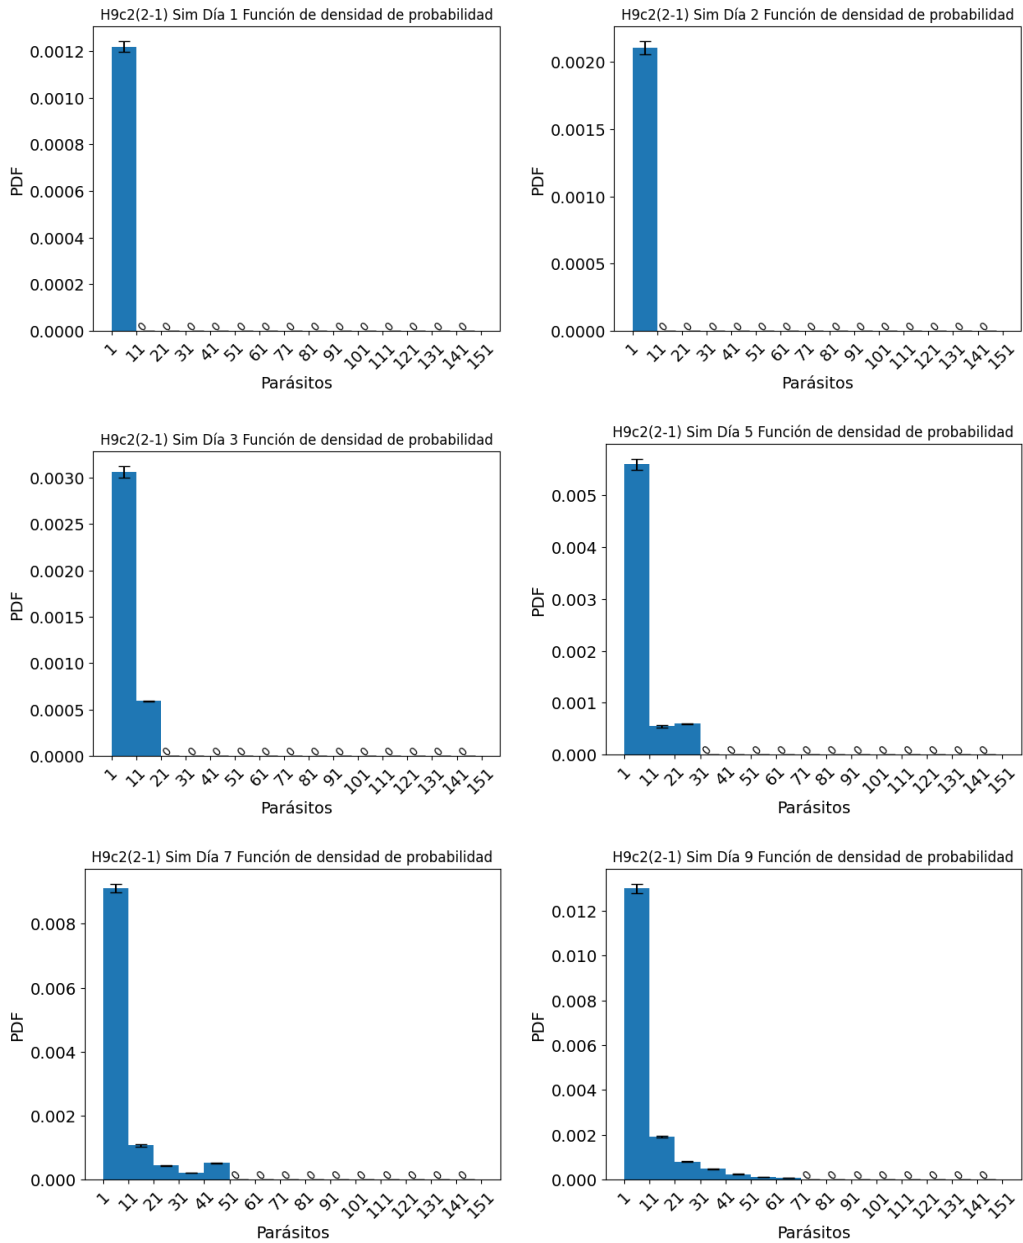 H9c2(2-1) Sim Día 1 Función de densidad de probabilidad
0.0012
0.0010
0.0008
0.0006
0.0004
0.0002
0.0000
PDF
0 0 0 0 0 0 0 0 0 0 0 0 0 0
1 11 21 31 41 51 61 71 81 91 101 111 121 131 141 151
Parásitos
H9c2(2-1) Sim Día 2 Función de densidad de probabilidad
0.0020
0.0015
0.0010
0.0005
0.0000
PDF
0 0 0 0 0 0 0 0 0 0 0 0 0 0
1 11 21 31 41 51 61 71 81 91 101 111 121 131 141 151
Parásitos
H9c2(2-1) Sim Día 3 Función de densidad de probabilidad
0.0030
0.0025
0.0020
0.0015
0.0010
0.0005
0.0000
PDF
0 0 0 0 0 0 0 0 0 0 0 0 0
1 11 21 31 41 51 61 71 81 91 101 111 121 131 141 151
Parásitos
H9c2(2-1) Sim Día 5 Función de densidad de probabilidad
0.005
0.004
0.003
0.002
0.001
0.000
PDF
0 0 0 0 0 0 0 0 0 0 0 0
1 11 21 31 41 51 61 71 81 91 101 111 121 131 141 151
Parásitos
H9c2(2-1) Sim Día 7 Función de densidad de probabilidad
0.008
0.006
0.004
0.002
0.000
PDF
0 0 0 0 0 0 0 0 0 0
1 11 21 31 41 51 61 71 81 91 101 111 121 131 141 151
Parásitos
H9c2(2-1) Sim Día 9 Función de densidad de probabilidad
0.012
0.010
0.008
0.006
0.004
0.002
0.000
PDF
0 0 0 0 0 0 0 0
1 11 21 31 41 51 61 71 81 91 101 111 121 131 141 151
Parásitos